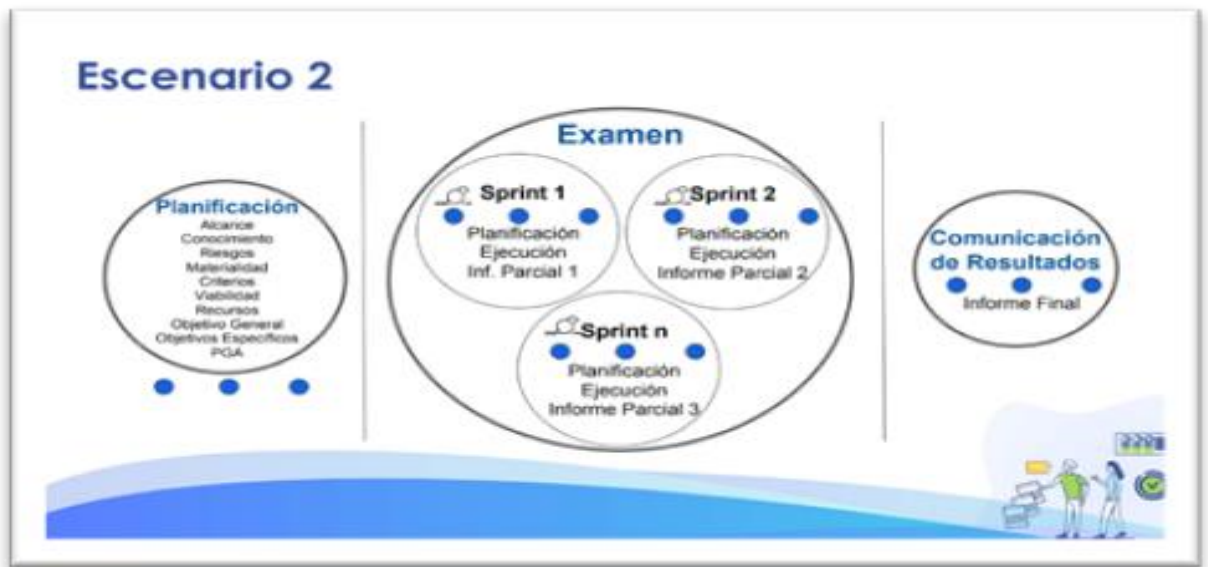 Escenario 2
Planificación
Alcance
Conocimiento
Riesgos
Materialidad
Criterios
Viabilidad
Recursos
Objetivo General
Objetivos Específicos
PGA
Examen
Sprint 1
Planificación
Ejecución
Inf. Parcial 1
Sprint 2
Planificación
Ejecución
Informe Parcial 2
Sprint n
Planificación
Ejecución
Informe Parcial 3
Comunicación
de Resultados
Informe Final